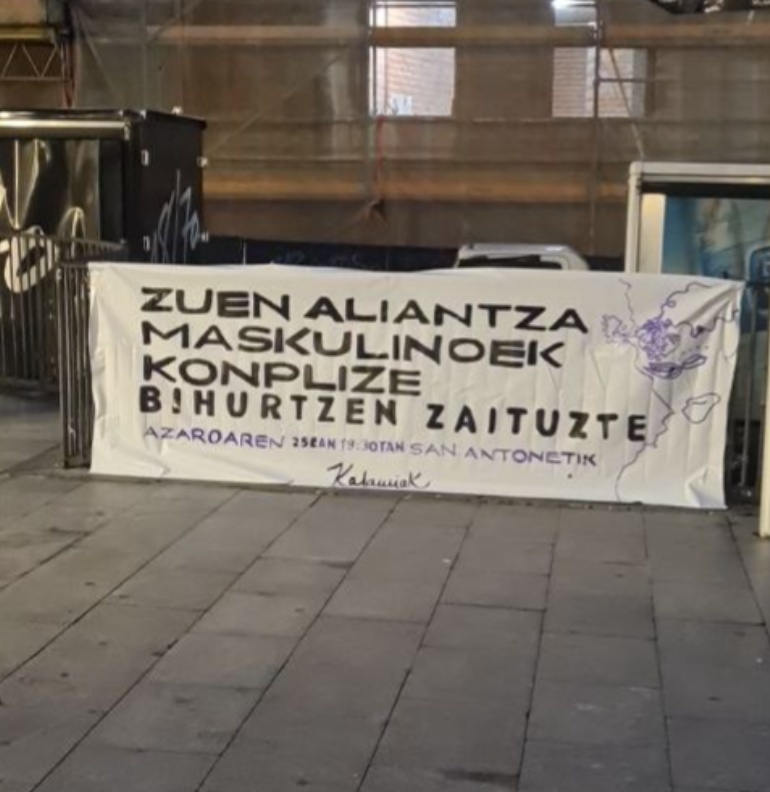 ZUEN ALIANTZA
MASKULINOEK
KONPLIZE
BIHURTZEN ZAITUZTE
AZAROAREN 25EAN 19:30TAN SAN ANTONETIK